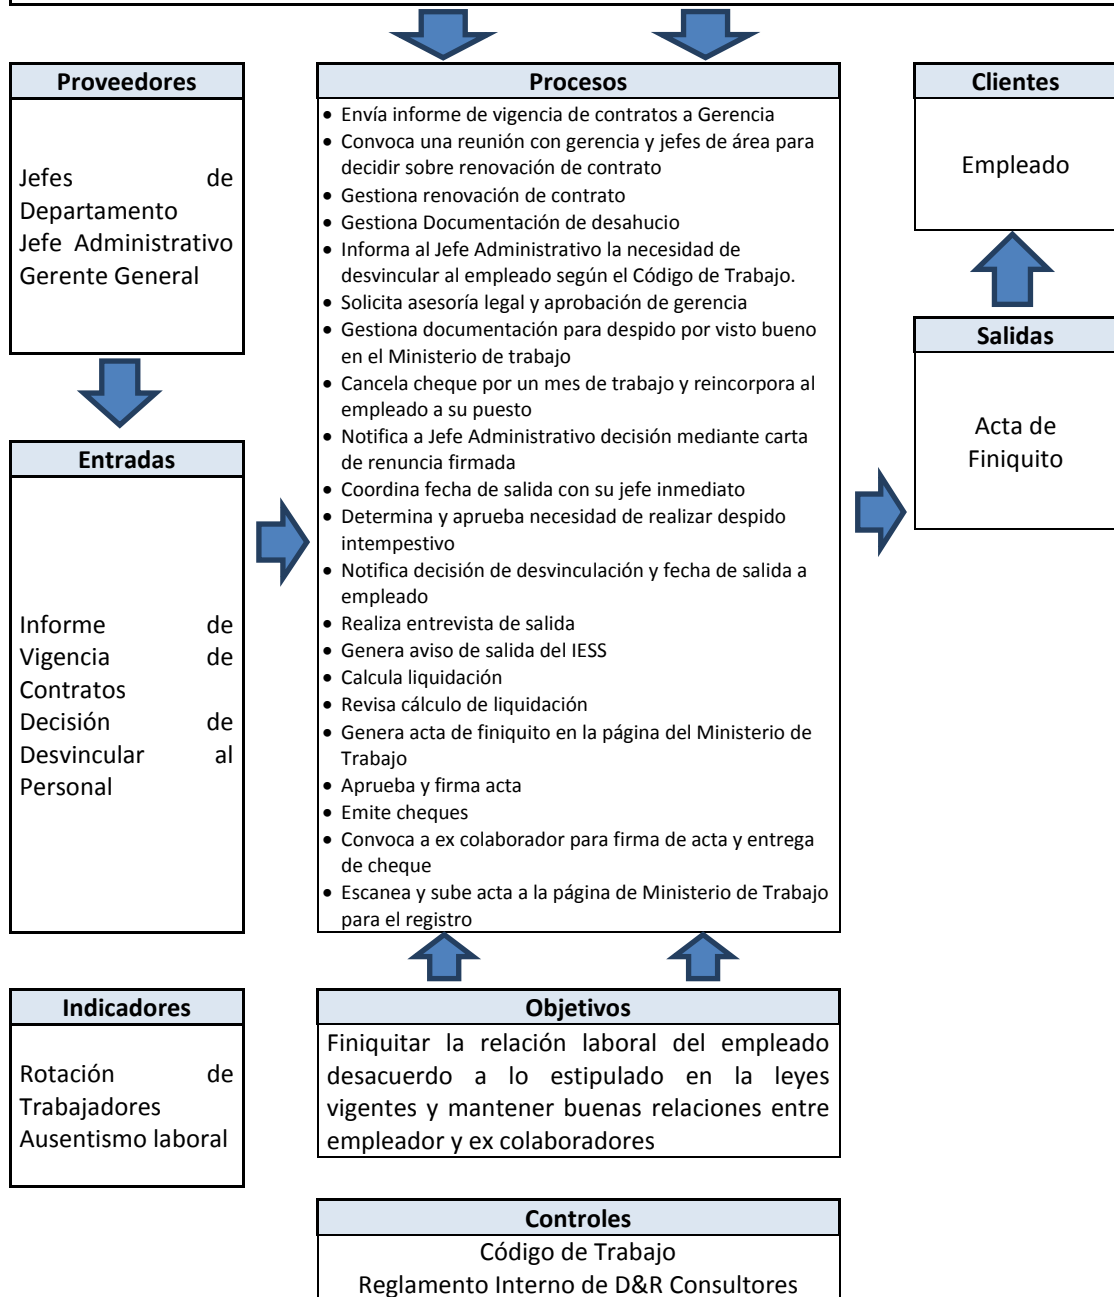 Proveedores
Jefes de
Departamento
Jefe Administrativo
Gerente General
Entradas
Informe de
Vigencia de
Contratos
Decisión de
Desvincular al
Personal
Indicadores
Rotación de
Trabajadores
Ausentismo laboral
Procesos
• Envía informe de vigencia de contratos a Gerencia
• Convoca una reunión con gerencia y jefes de área para
decidir sobre renovación de contrato
• Gestiona renovación de contrato
• Gestiona Documentación de desahucio
• Informa al Jefe Administrativo la necesidad de
desvincular al empleado según el Código de Trabajo.
• Solicita asesoría legal y aprobación de gerencia
• Gestiona documentación para despido por visto bueno
en el Ministerio de trabajo
• Cancela cheque por un mes de trabajo y reincorpora al
empleado a su puesto
• Notifica a Jefe Administrativo decisión mediante carta
de renuncia firmada
• Coordina fecha de salida con su jefe inmediato
• Determina y aprueba necesidad de realizar despido
intempestivo
• Notifica decisión de desvinculación y fecha de salida a
empleado
• Realiza entrevista de salida
• Genera aviso de salida del IESS
• Calcula liquidación
• Revisa cálculo de liquidación
• Genera acta de finiquito en la página del Ministerio de
Trabajo
• Aprueba y firma acta
• Emite cheques
• Convoca a ex colaborador para firma de acta y entrega
de cheque
• Escanea y sube acta a la página de Ministerio de Trabajo
para el registro
Objetivos
Finiquitar la relación laboral del empleado
desacuerdo a lo estipulado en la leyes
vigentes y mantener buenas relaciones entre
empleador y ex colaboradores
Controles
Código de Trabajo
Reglamento Interno de D&R Consultores
Clientes
Empleado
Salidas
Acta de
Finiquito